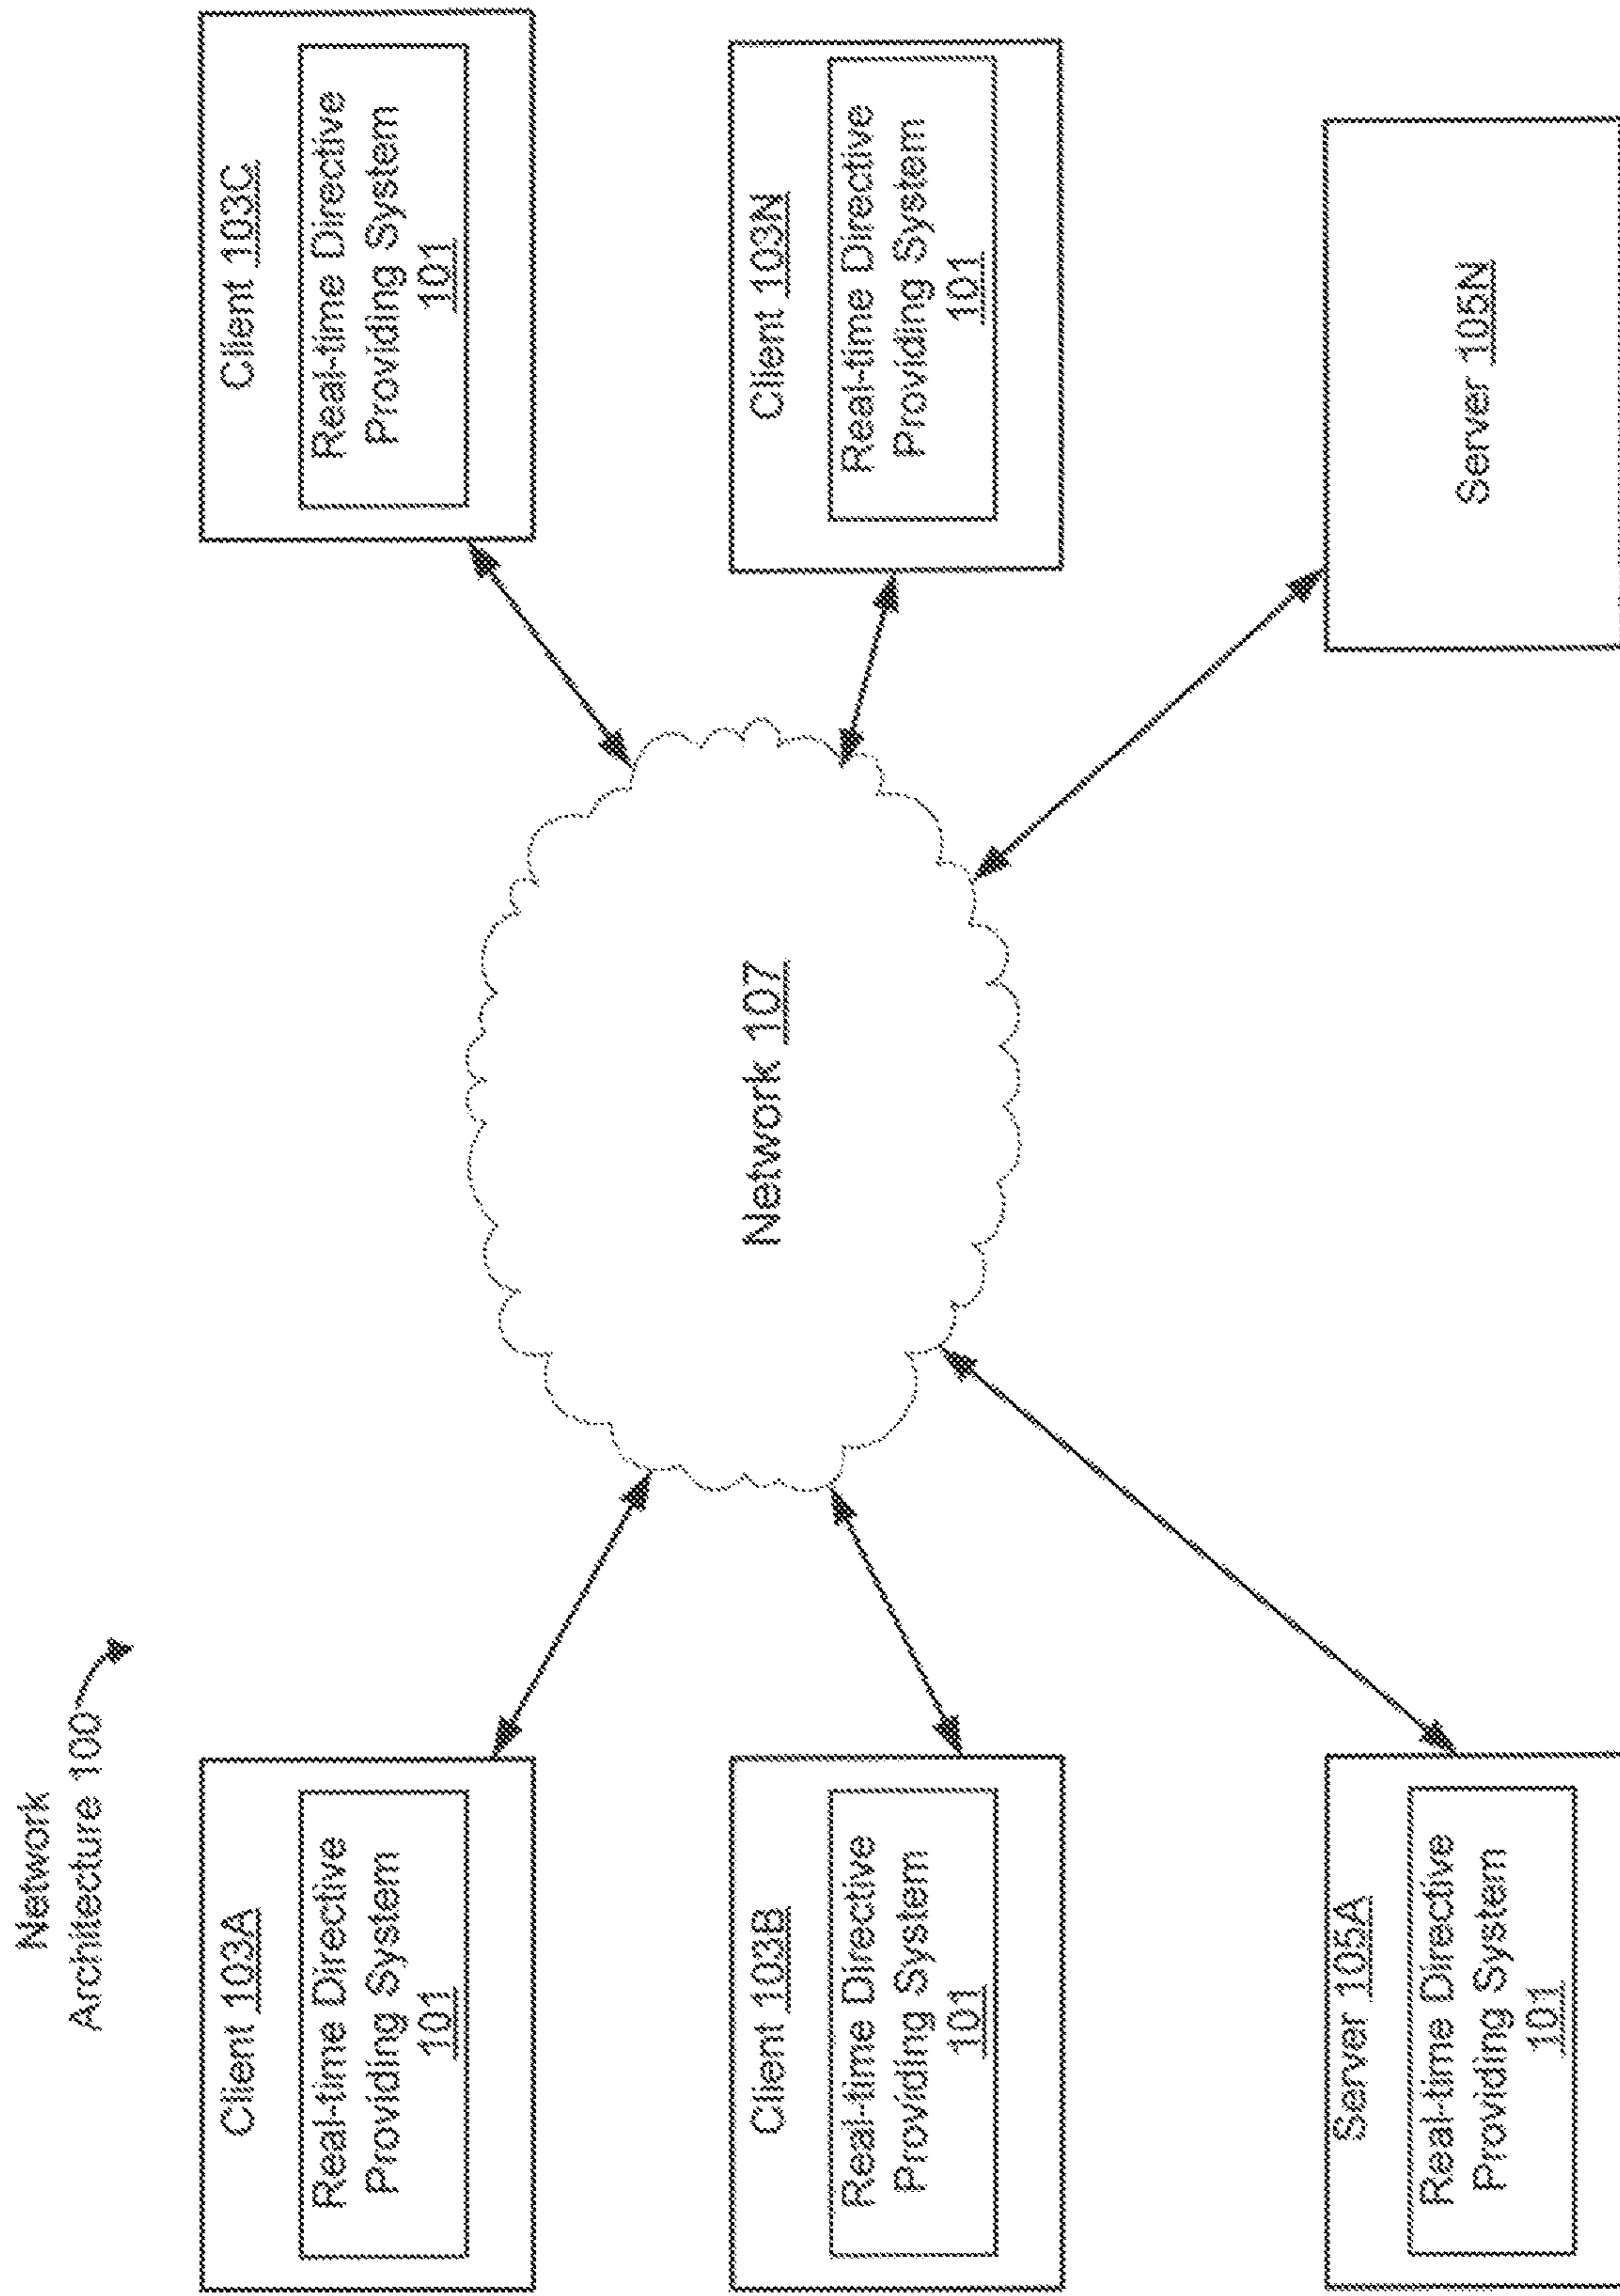 Network
Architecture 100
Client 103A
Real-time Directive
Providing System
101
Client 103C
Real-time Directive
Providing System
101
Client 103B
Real-time Directive
Providing System
101
Network 107
Client 103N
Real-time Directive
Providing System
101
Server 105A
Real-time Directive
Providing System
101
Server 105N